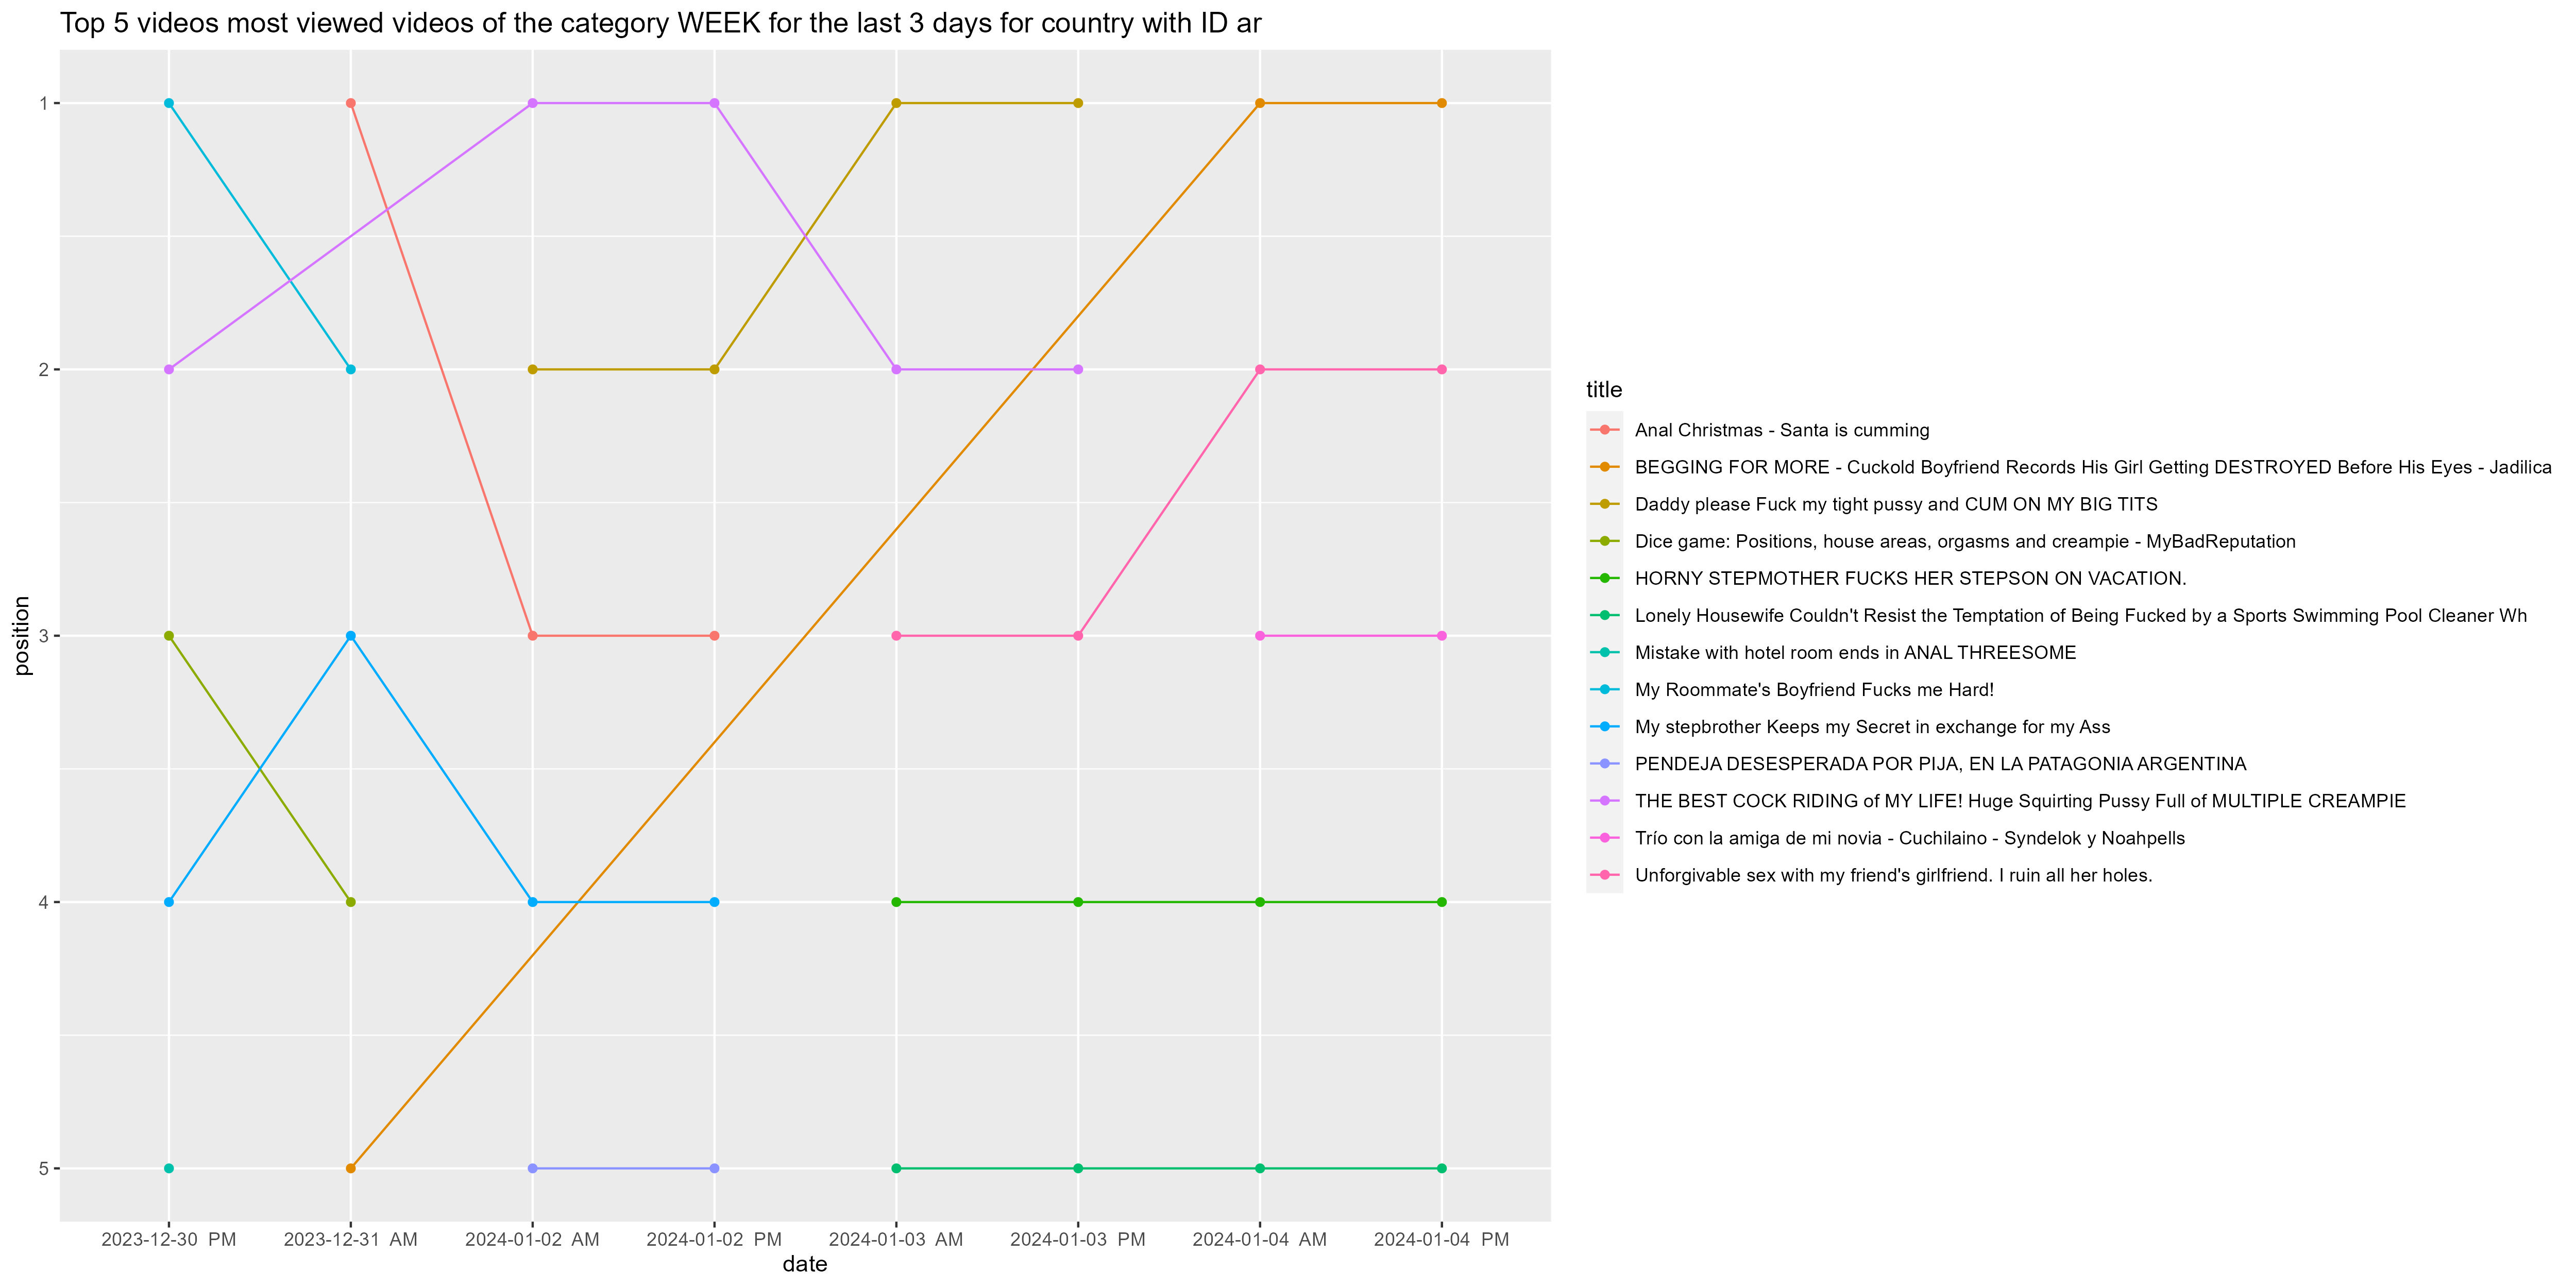 Top 5 videos most viewed videos of the category WEEK for the last 3 days for country with ID ar
position
1
2
3
4
5
2023-12-30 PM
2023-12-31 AM
2024-01-02 AM
2024-01-02 PM
2024-01-03 AM
2024-01-03 PM
2024-01-04 AM
2024-01-04 PM
date
title
Anal Christmas - Santa is cumming
BEGGING FOR MORE - Cuckold Boyfriend Records His Girl Getting DESTROYED Before His Eyes - Jadilica
Daddy please Fuck my tight pussy and CUM ON MY BIG TITS
Dice game: Positions, house areas, orgasms and creampie - MyBadReputation
HORNY STEPMOTHER FUCKS HER STEPSON ON VACATION.
Lonely Housewife Couldn't Resist the Temptation of Being Fucked by a Sports Swimming Pool Cleaner Wh
Mistake with hotel room ends in ANAL THREESOME
My Roommate's Boyfriend Fucks me Hard!
My stepbrother Keeps my Secret in exchange for my Ass
PENDEJA DESESPERADA POR PIJA, EN LA PATAGONIA ARGENTINA
THE BEST COCK RIDING of MY LIFE! Huge Squirting Pussy Full of MULTIPLE CREAMPIE
Trío con la amiga de mi novia - Cuchilaino - Syndelok y Noahpells
Unforgivable sex with my friend's girlfriend. I ruin all her holes.